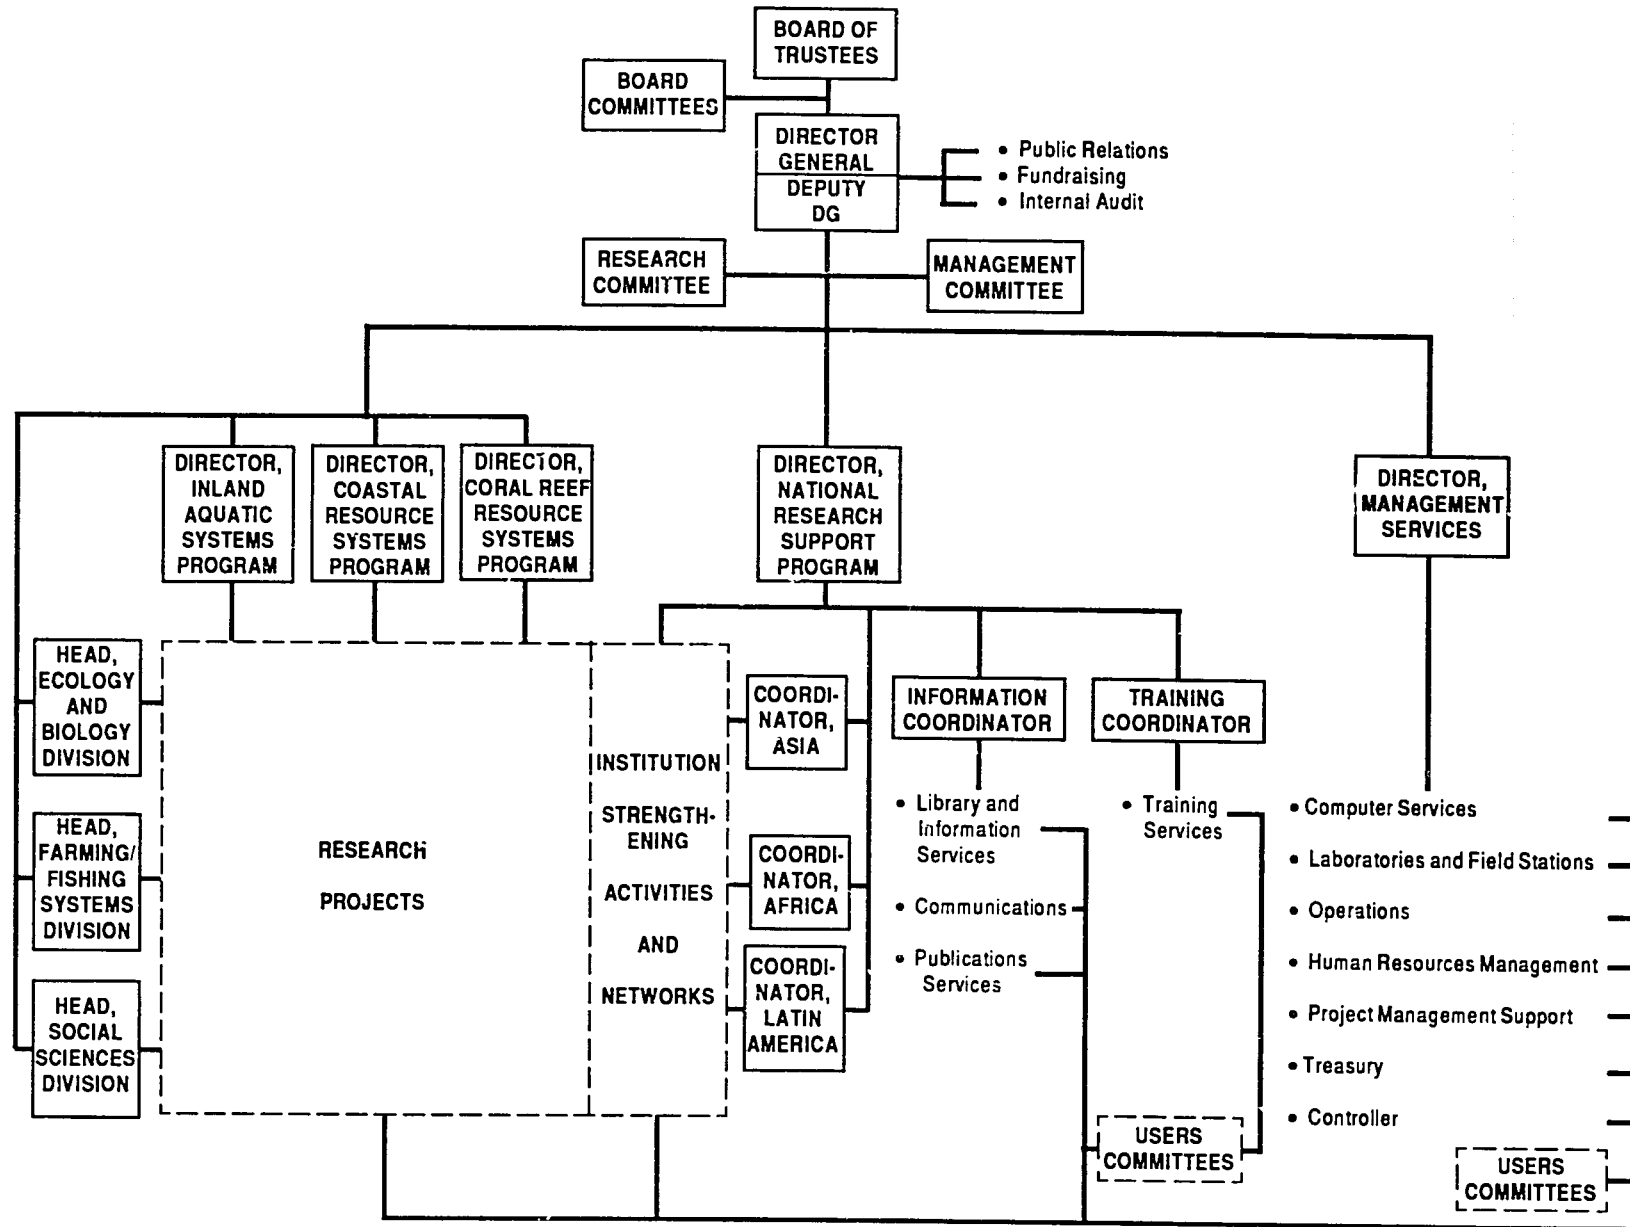 BOARD OF
TRUSTEES
BOARD
COMMITTEES
DIRECTOR
GENERAL
DEPUTY
DG
• Public Relations
• Fundraising
• Internal Audit
RESEARCH
COMMITTEE
MANAGEMENT
COMMITTEE
DIRECTOR,
INLAND
AQUATIC
SYSTEMS
PROGRAM
DIRECTOR,
COASTAL
RESOURCE
SYSTEMS
PROGRAM
DIRECTOR,
CORAL REEF
RESOURCE
SYSTEMS
PROGRAM
DIRECTOR,
NATIONAL
RESEARCH
SUPPORT
PROGRAM
DIRECTOR,
MANAGEMENT
SERVICES
HEAD,
ECOLOGY
AND
BIOLOGY
DIVISION
HEAD,
FARMING/
FISHING
SYSTEMS
DIVISION
HEAD,
SOCIAL
SCIENCES
DIVISION
RESEARCH
PROJECTS
INSTITUTION
STRENGTH-
ENING
ACTIVITIES
AND
NETWORKS
COORDI-
NATOR,
ASIA
COORDI-
NATOR,
AFRICA
COORDI-
NATOR,
LATIN
AMERICA
INFORMATION
COORDINATOR
• Library and
Information
Services
• Communications
• Publications
Services
TRAINING
COORDINATOR
• Training
Services
USERS
COMMITTEES
• Computer Services
• Laboratories and Field Stations
• Operations
• Human Resources Management
• Project Management Support
• Treasury
• Controller
USERS
COMMITTEES